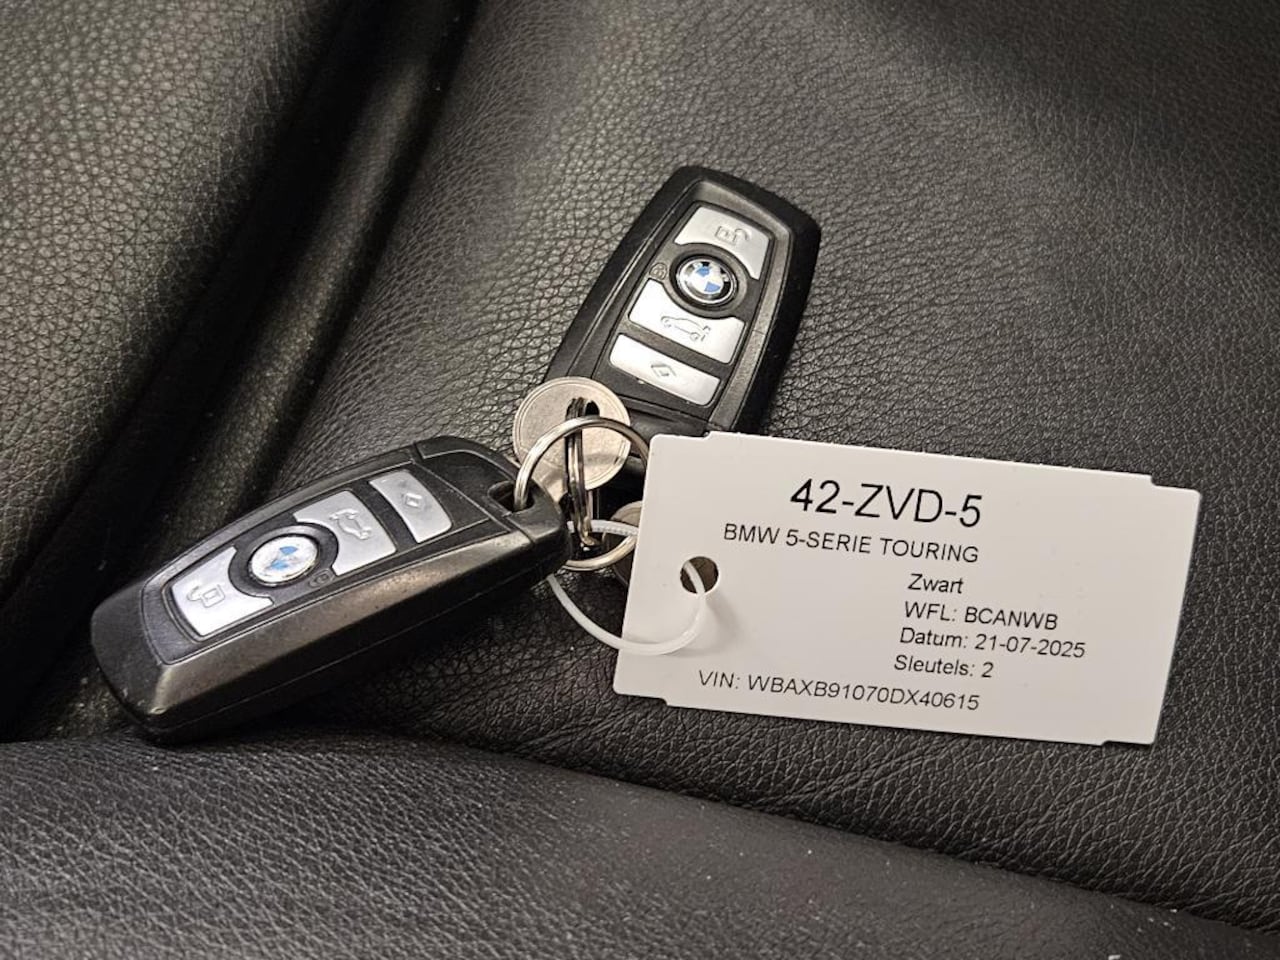 42-ZVD-5
BMW 5-SERIE TOURING
Zwart
WFL: BCANWB
Datum: 21-07-2025
Sleutels: 2
VIN: WBAXB91070DX40615